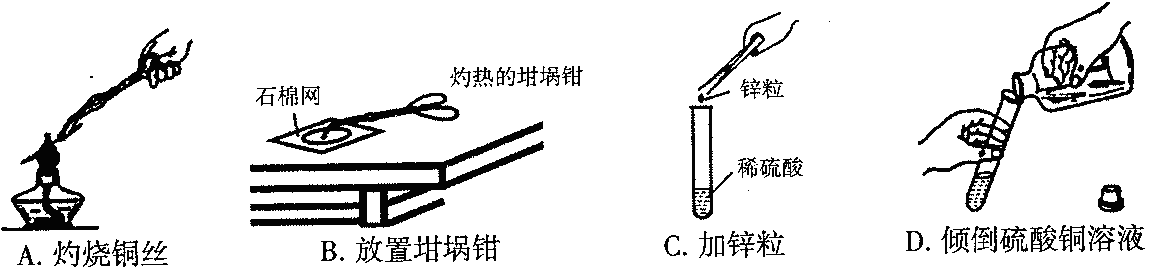 石棉网
灼热的坩埚钳
锌粒
稀硫酸
A. 灼烧铜丝
B. 放置坩埚钳
C. 加锌粒
D. 倾倒硫酸铜溶液